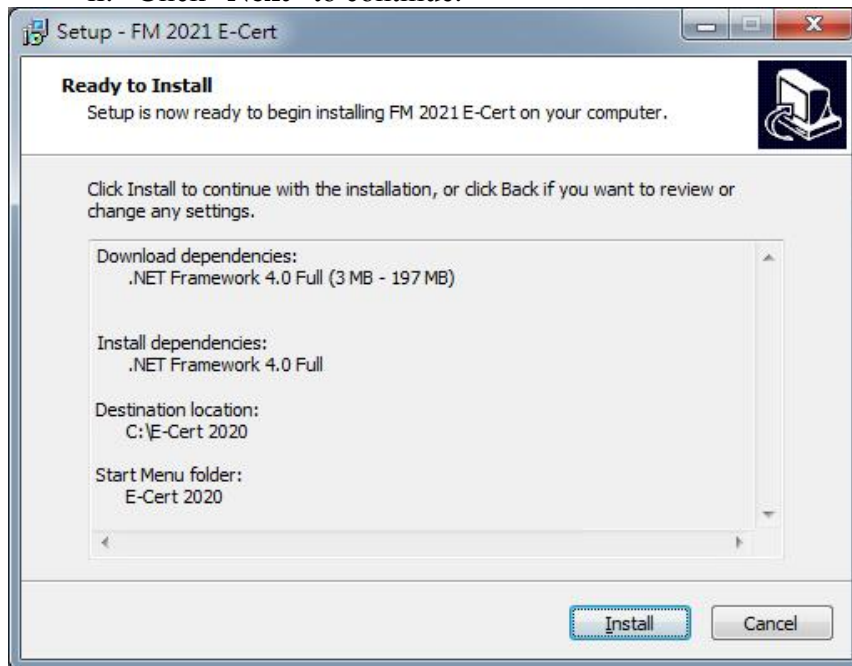 Setup - FM 2021 E-Cert
Ready to Install
Setup is now ready to begin installing FM 2021 E-Cert on your computer.
Click Install to continue with the installation, or click Back if you want to review or
change any settings.
Download dependencies:
.NET Framework 4.0 Full (3 MB - 197 MB)
Install dependencies:
.NET Framework 4.0 Full
Destination location:
C:\E-Cert 2020
Start Menu folder:
E-Cert 2020
Install
Cancel